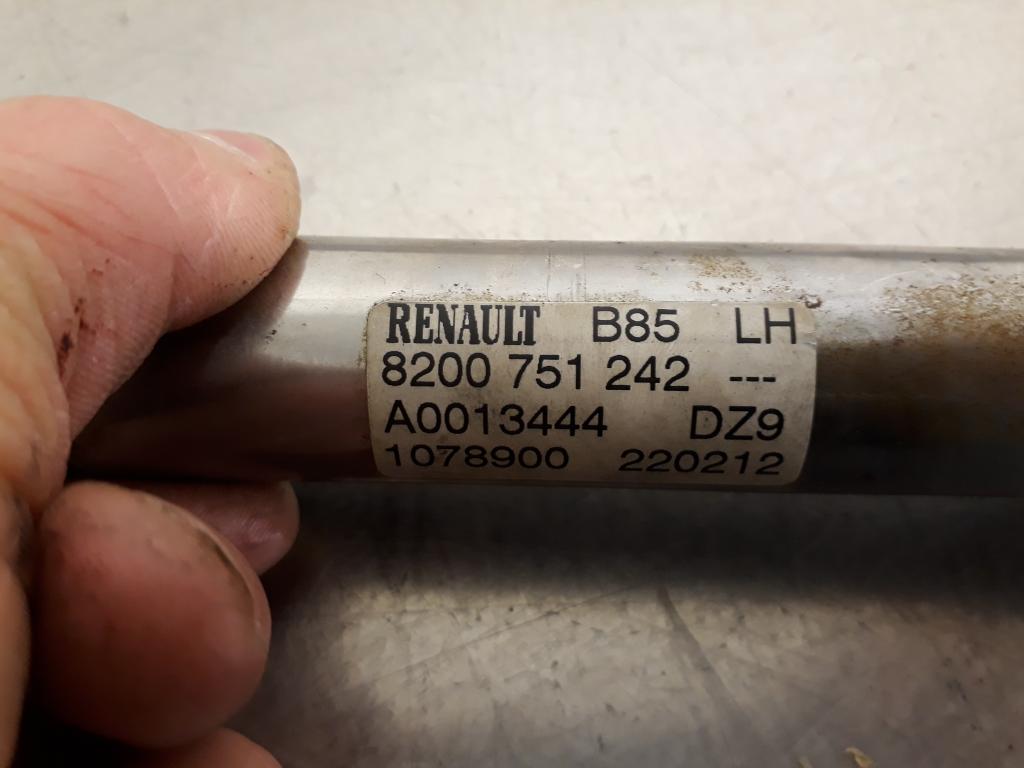 RENAULT B85 LH
8200 751 242 ---
A0013444 DZ9
1078900 220212